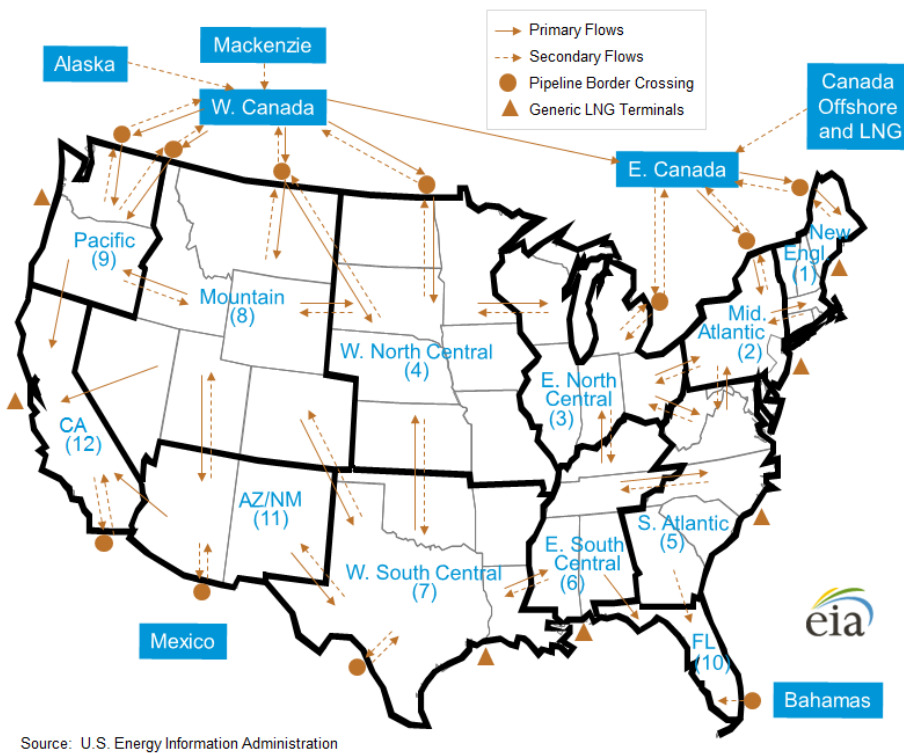 Mackenzie
Alaska
W. Canada
Primary Flows
Secondary Flows
Pipeline Border Crossing
Generic LNG Terminals
Canada
Offshore
and LNG
E. Canada
Pacific
(9)
Mountain
(8)
W. North Central
(4)
E. North
Central
(3)
Mid.
Atlantic
(2)
New
Engl.
(1)
CA
(12)
AZ/NM
(11)
W. South Central
(7)
E. South
Central
(6)
S. Atlantic
(5)
FL
(10)
Mexico
Bahamas
eia
Source: U.S. Energy Information Administration